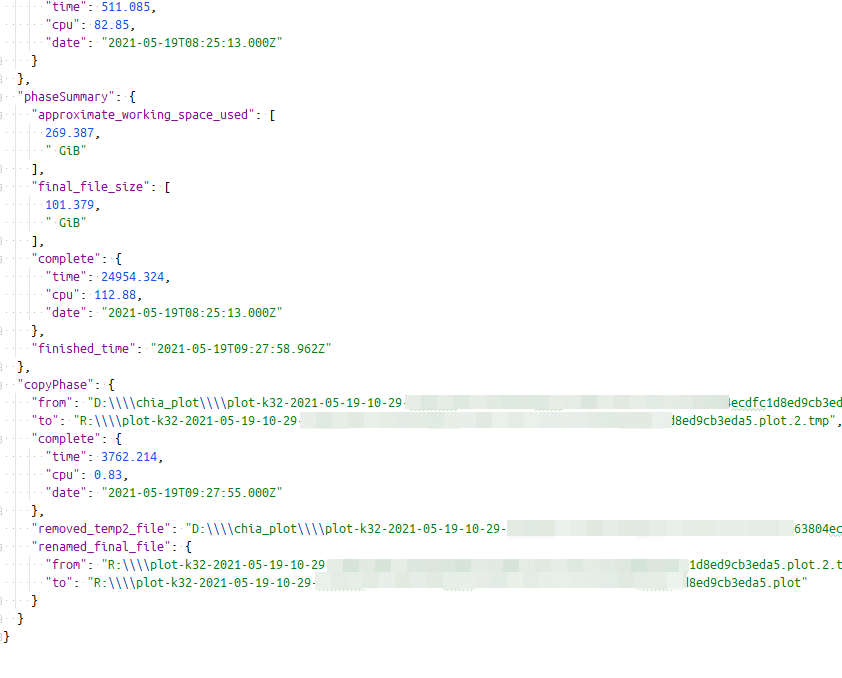 "time": 511.085,
"cpu": 82.85,
"date": "2021-05-19T08:25:13.000Z"
}
},
"phaseSummary": {
"approximate_working_space_used": [
269.387,
" GiB"
],
"final_file_size": [
101.379,
" GiB"
],
"complete": {
"time": 24954.324,
"cpu": 112.88,
"date": "2021-05-19T08:25:13.000Z"
},
"finished_time": "2021-05-19T09:27:58.962Z"
},
"copyPhase": {
"from": "D:\\\\chia_plot\\\\plot-k32-2021-05-19-10-29- ecdfc1d8ed9cb3ed
"to": "R:\\\\plot-k32-2021-05-19-10-29- d8ed9cb3eda5.plot.2.tmp",
"complete": {
"time": 3762.214,
"cpu": 0.83,
"date": "2021-05-19T09:27:55.000Z"
},
"removed_temp2_file": "D:\\\\chia_plot\\\\plot-k32-2021-05-19-10-29- 63804ec
"renamed_final_file": {
"from": "R:\\\\plot-k32-2021-05-19-10-29 1d8ed9cb3eda5.plot.2.t
"to": "R:\\\\plot-k32-2021-05-19-10-29- d8ed9cb3eda5.plot"
}
}
}